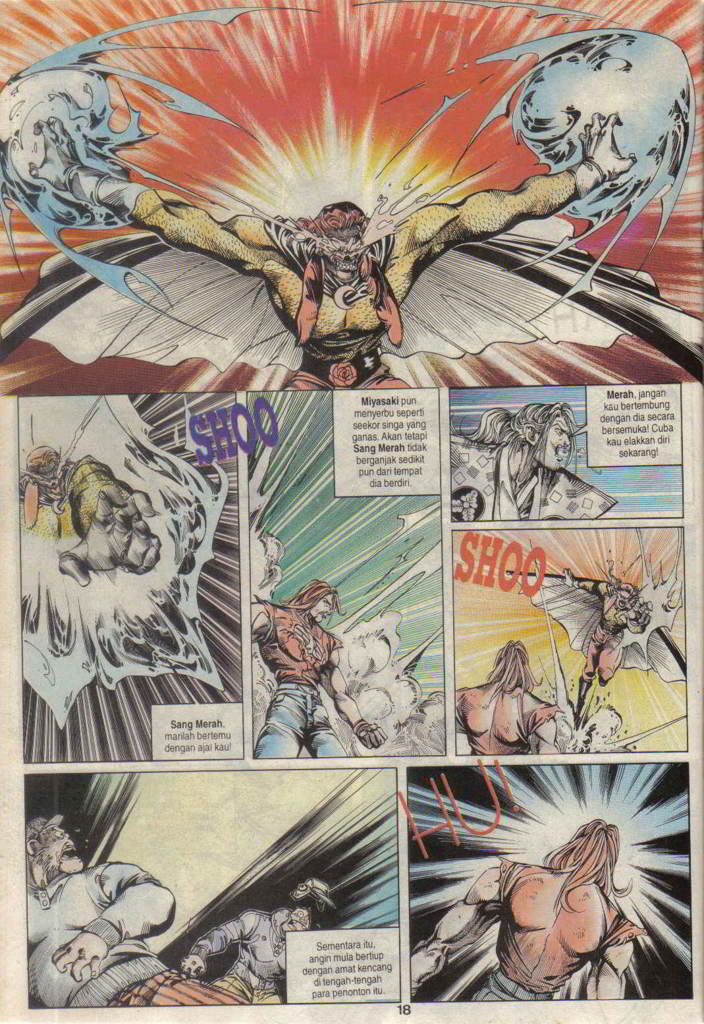 SHOO
Sang Merah,
marilah bertemu
dengan ajai kau!
Miyasaki pun
menyerbu seperti
seekor singa yang
ganas. Akan tetapi
Sang Merah tidak
berganjak sedikit
pun dari tempat
dia berdiri.
Merah, jangan
kau bertembung
dengan dia secara
bersemuka! Cuba
kau elakkan diri
sekarang!
SHOO
Sementara itu,
angin mula bertiup
dengan amat kencang
di tengah-tengah
para penonton itu.
HU!
18